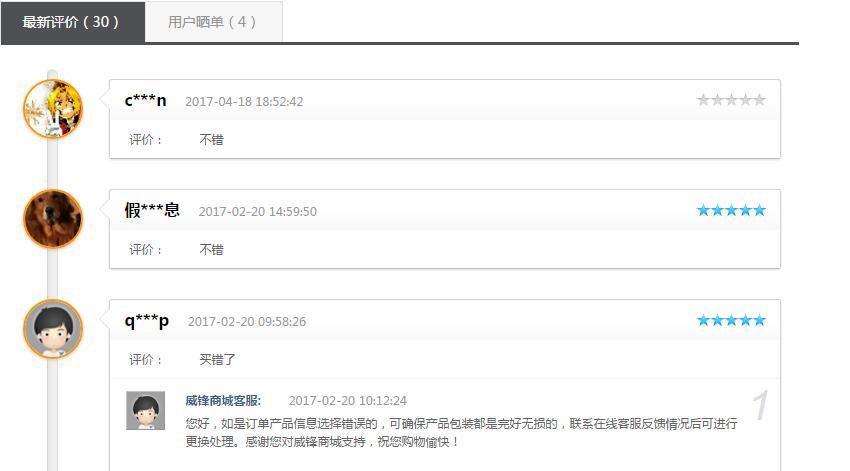 最新评价（30）
用户晒单（4）
c***n 2017-04-18 18:52:42
评价： 不错
假***息 2017-02-20 14:59:50
评价： 不错
q***p 2017-02-20 09:58:26
评价： 买错了
威锋商城客服: 2017-02-20 10:12:24
1
您好，如是订单产品信息选择错误的，可确保产品包装都是完好无损的，联系在线客服反馈情况后可进行
更换处理。感谢您对威锋商城支持，祝您购物愉快！